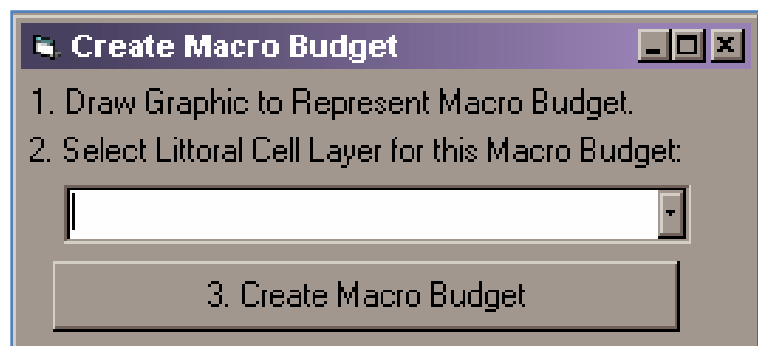 Create Macro Budget
1. Draw Graphic to Represent Macro Budget.
2. Select Littoral Cell Layer for this Macro Budget:
3. Create Macro Budget